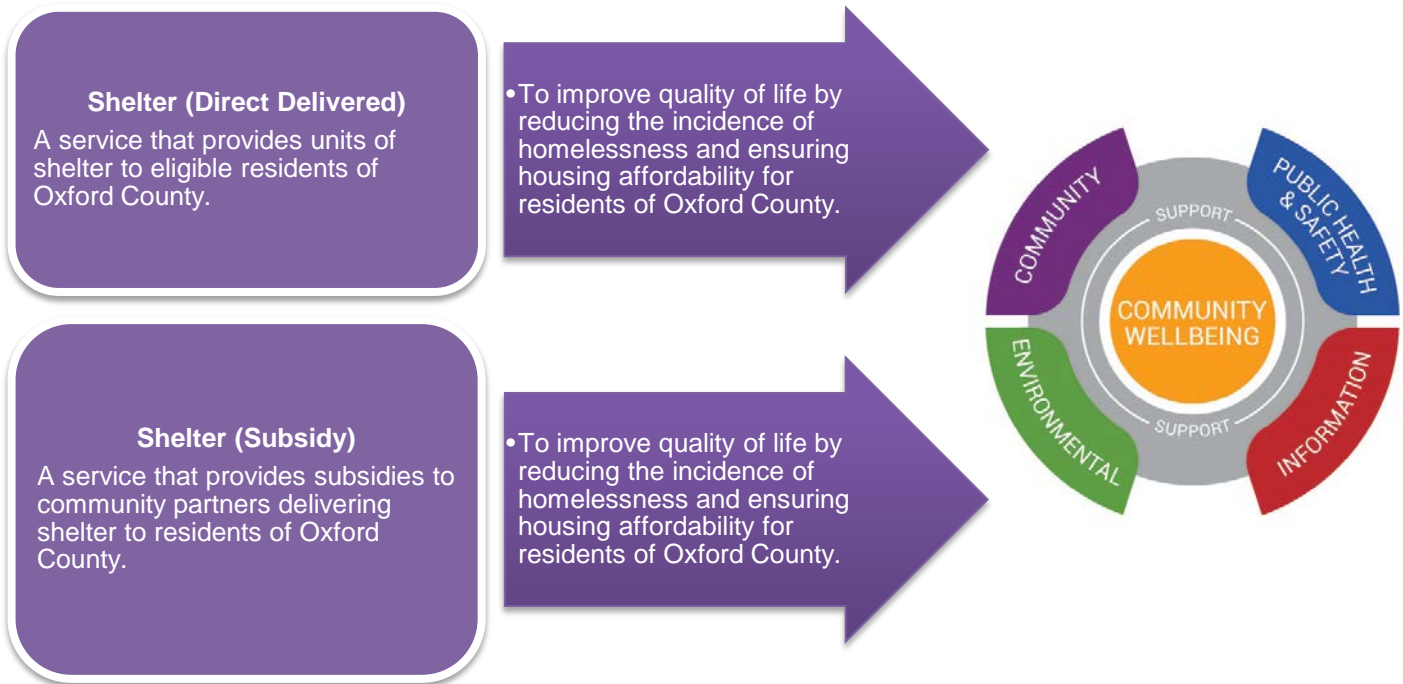 Shelter (Direct Delivered)
A service that provides units of
shelter to eligible residents of
Oxford County.
•To improve quality of life by
reducing the incidence of
homelessness and ensuring
housing affordability for
residents of Oxford County.
Shelter (Subsidy)
A service that provides subsidies to
community partners delivering
shelter to residents of Oxford
County.
•To improve quality of life by
reducing the incidence of
homelessness and ensuring
housing affordability for
residents of Oxford County.
COMMUNITY
PUBLIC HEALTH
& SAFETY
SUPPORT
COMMUNITY
WELLBEING
SUPPORT
ENVIRONMENTAL
INFORMATION